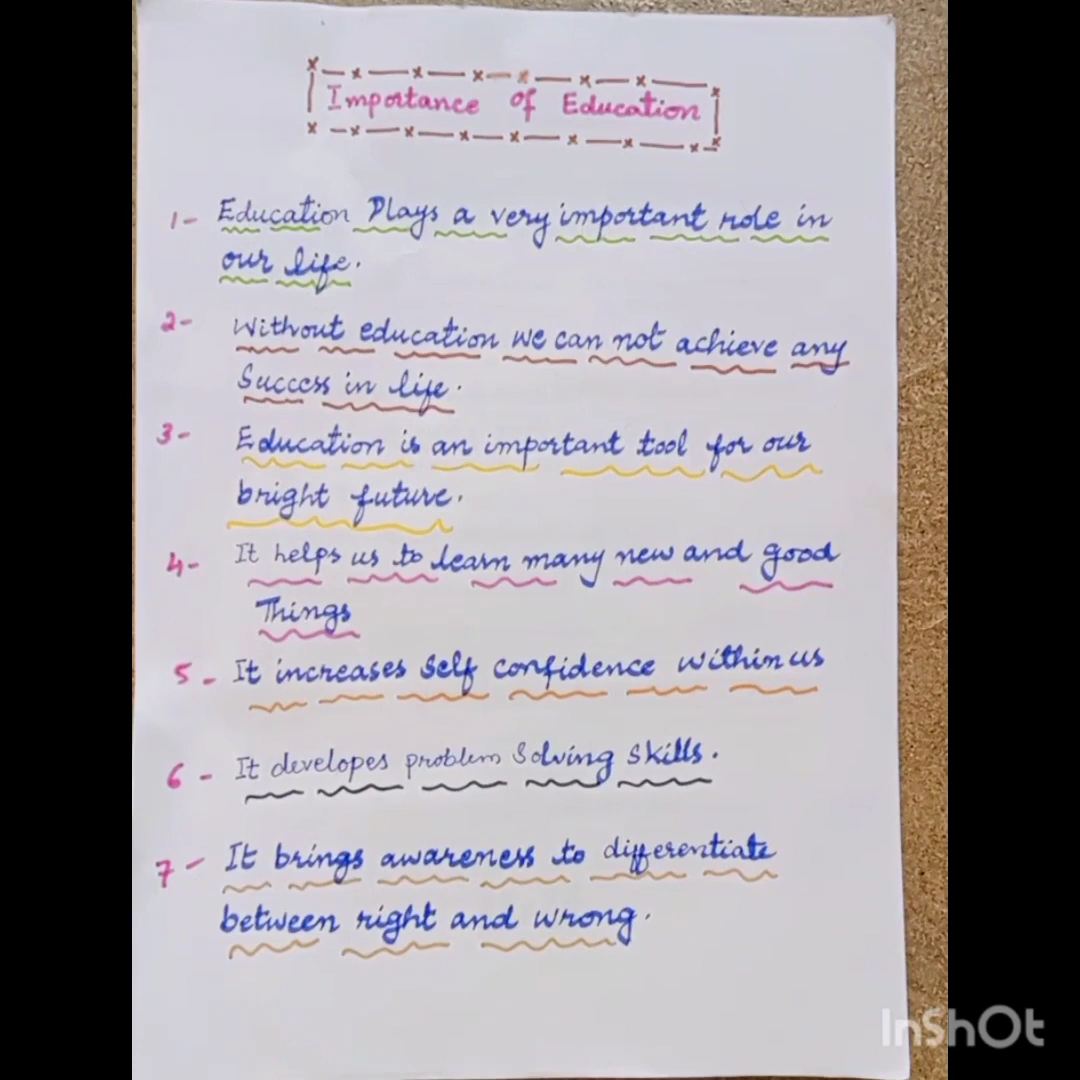 Importance of Education
1- Education Plays a very important role in
our life.
2- Without education we can not achieve any
Success in life.
3- Education is an important tool for our
bright future.
4- It helps us to learn many new and good
Things
5- It increases self confidence within us
6- It developes problem solving skills.
7- It brings awareness to differentiate
between right and wrong.
InShOt